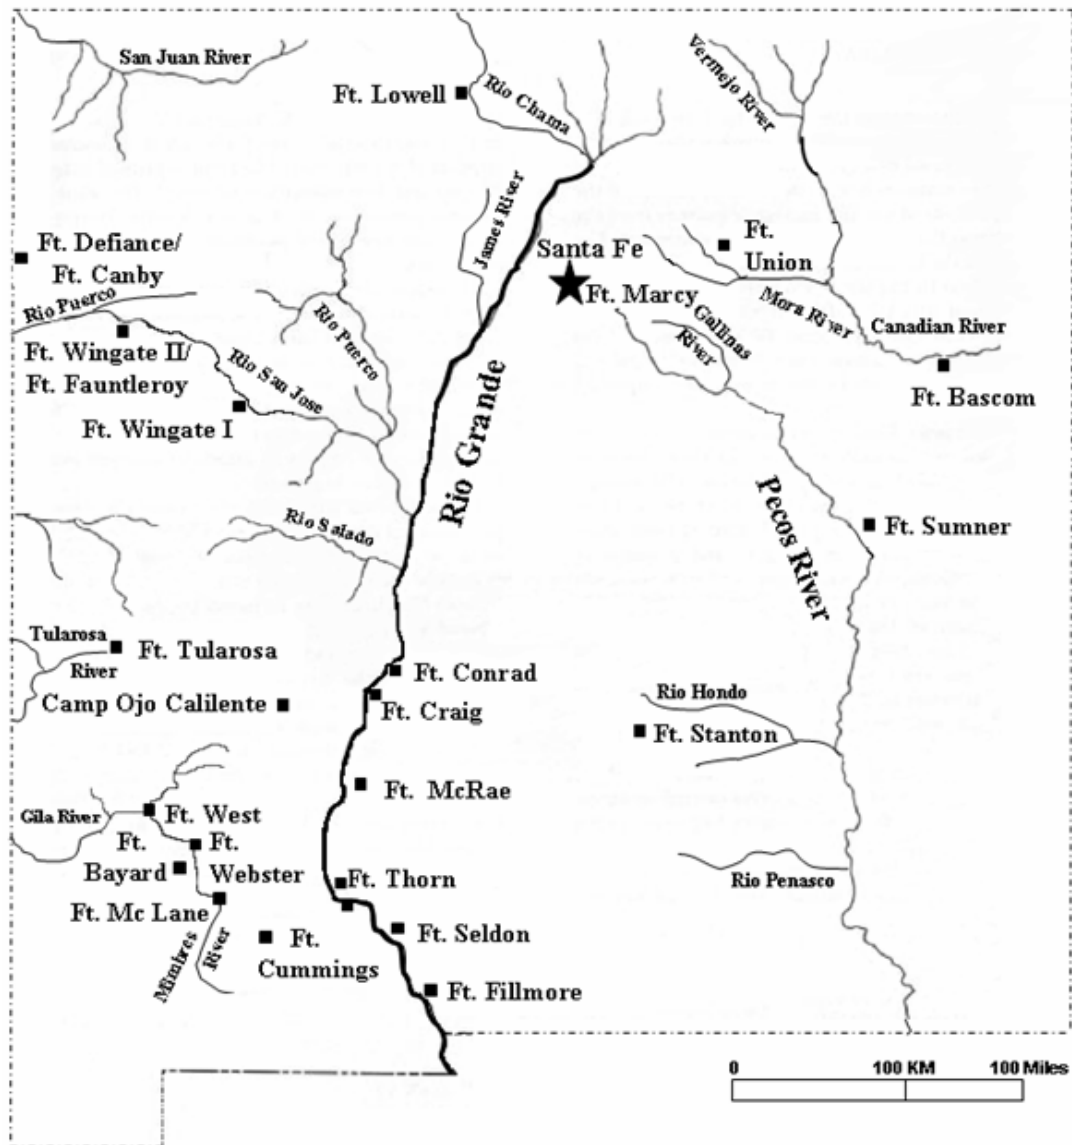 San Juan River
Vermejo River
Ft. Lowell
Rio Chama
James River
Ft. Defiance/
Ft. Canby
Santa Fe
Ft.
Union
Ft. Marcy
Rio Puerco
Rio Puerco
Mora River
Gallinas
River
Canadian River
Ft. Wingate II/
Ft. Fauntleroy
Rio San Jose
Ft. Bascom
Ft. Wingate I
Rio Grande
Pecos River
Rio Salado
Ft. Sumner
Tularosa
River
Ft. Tularosa
Ft. Conrad
Camp Ojo Calilente
Ft. Craig
Rio Hondo
Ft. Stanton
Ft. McRae
Gila River
Ft. West
Ft.
Bayard
Ft.
Webster
Ft. Thorn
Rio Penasco
Ft. Mc Lane
Mimbres
River
Ft.
Cummings
Ft. Seldon
Ft. Fillmore
0 100 KM 100 Miles